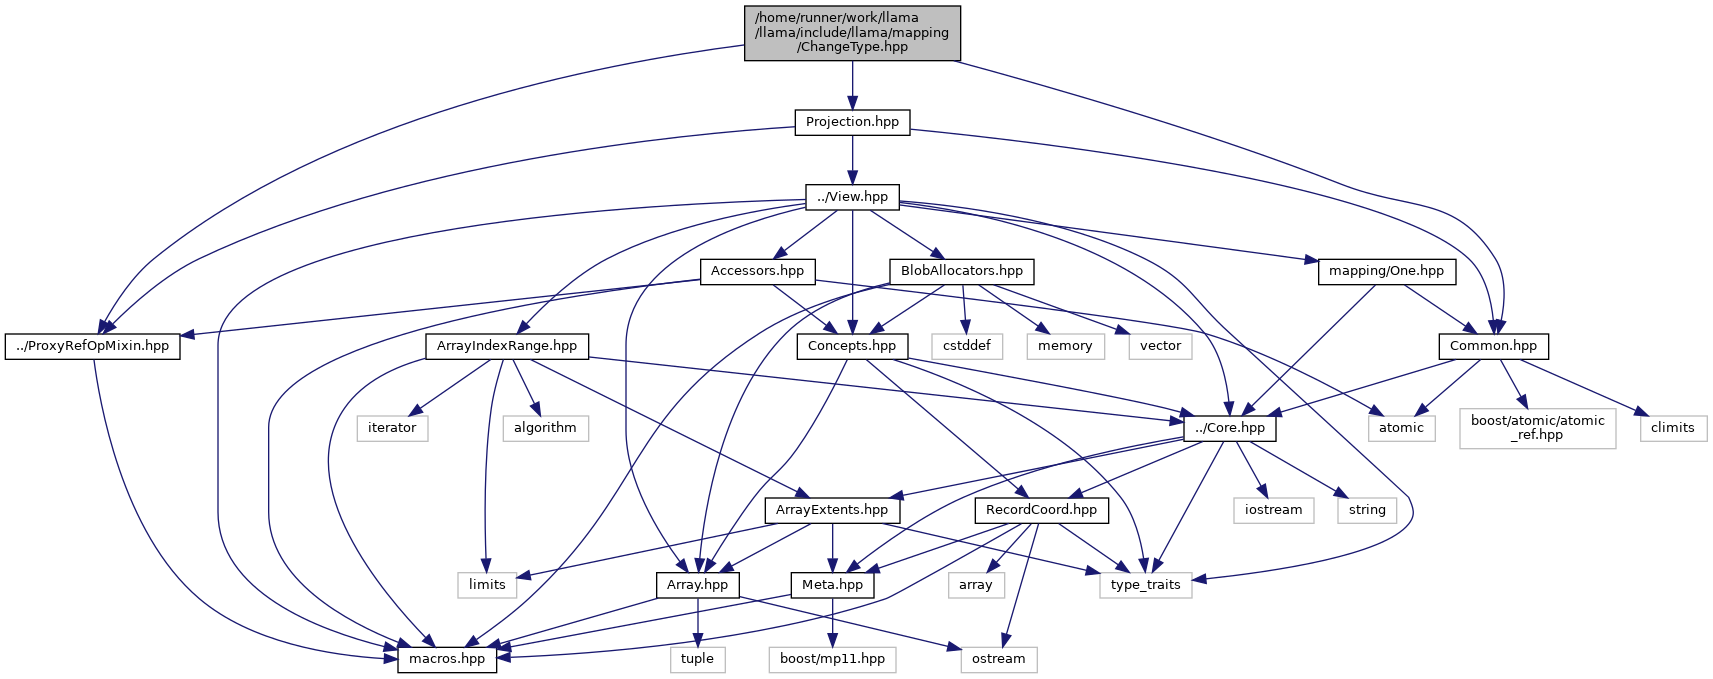 /home/runner/work/llama
/llama/include/llama/mapping
/ChangeType.hpp
Projection.hpp
../View.hpp
Accessors.hpp
BlobAllocators.hpp
mapping/One.hpp
../ProxyRefOpMixin.hpp
ArrayIndexRange.hpp
Concepts.hpp
cstddef
memory
vector
Common.hpp
iterator
algorithm
../Core.hpp
atomic
boost/atomic/atomic
_ref.hpp
climits
ArrayExtents.hpp
RecordCoord.hpp
iostream
string
limits
Array.hpp
Meta.hpp
array
type_traits
macros.hpp
tuple
boost/mp11.hpp
ostream